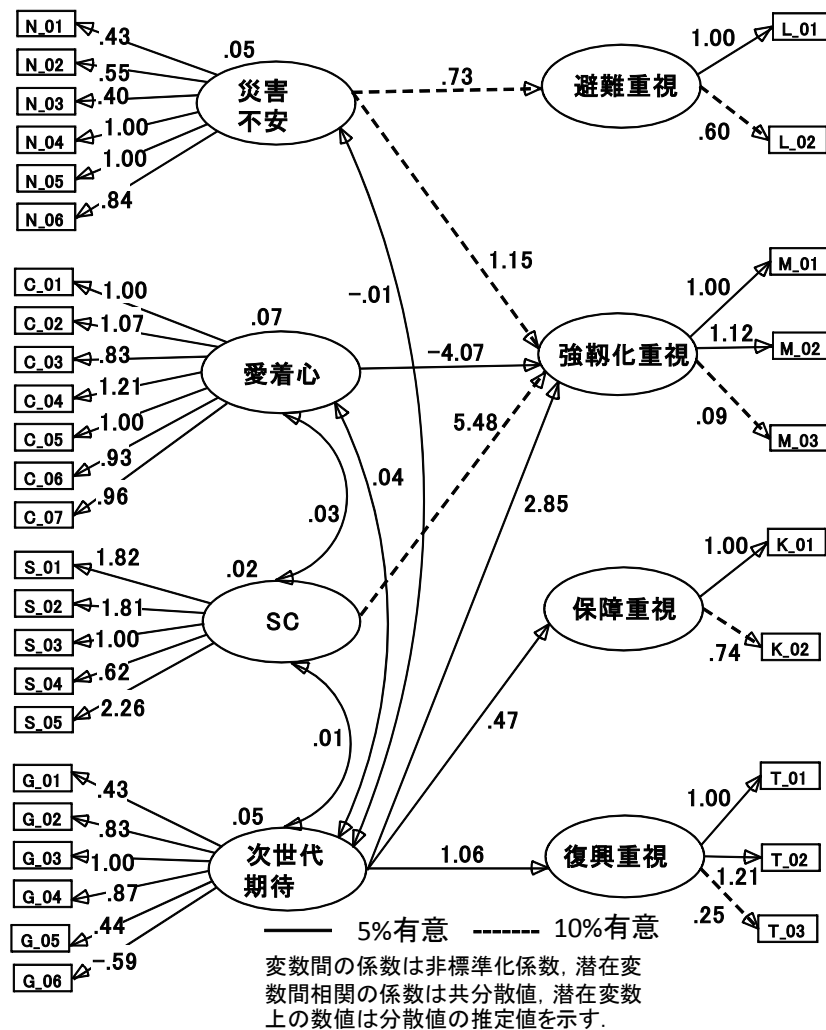 N_01
N_02
N_03
N_04
N_05
N_06
.43
.55
.40
1.00
1.00
.84
.05
災害
不安
.73
避難重視
1.00
.60
L_01
L_02
1.15
-.01
C_01
C_02
C_03
C_04
C_05
C_06
C_07
1.00
1.07
.83
1.21
1.00
.93
.96
.07
愛着心
-4.07
強靱化重視
1.00
1.12
.09
M_01
M_02
M_03
5.48
.04
.03
2.85
S_01
S_02
S_03
S_04
S_05
1.82
1.81
1.00
.62
2.26
.02
SC
保障重視
1.00
.74
K_01
K_02
.47
.01
G_01
G_02
G_03
G_04
G_05
G_06
.43
.83
1.00
.87
.44
-.59
.05
次世代
期待
1.06
復興重視
1.00
1.21
.25
T_01
T_02
T_03
5%有意
10%有意
変数間の係数は非標準化係数, 潜在変
数間相関の係数は共分散値, 潜在変数
上の数値は分散値の推定値を示す.